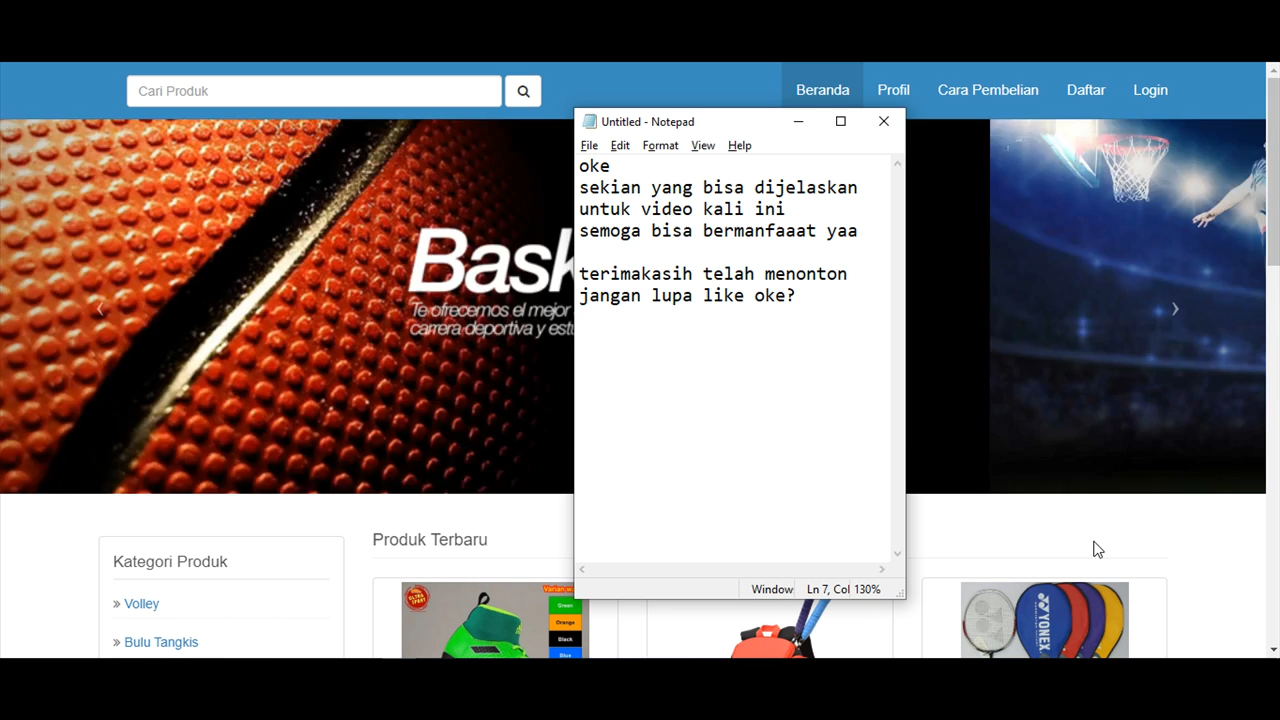 Cari Produk
Beranda
Profil
Cara Pembelian
Daftar
Login
Untitled - Notepad
File Edit Format View Help
oke
sekian yang bisa dijelaskan
untuk video kali ini
semoga bisa bermanfaaat yaa
terimakasih telah menonton
jangan lupa like oke?
Window
Ln 7, Col
130%
Bask
Te ofrecemos el mejor
carrera deportiva y estu
Kategori Produk
» Volley
» Bulu Tangkis
Produk Terbaru
Green
Orange
Black
Blue
YONEX